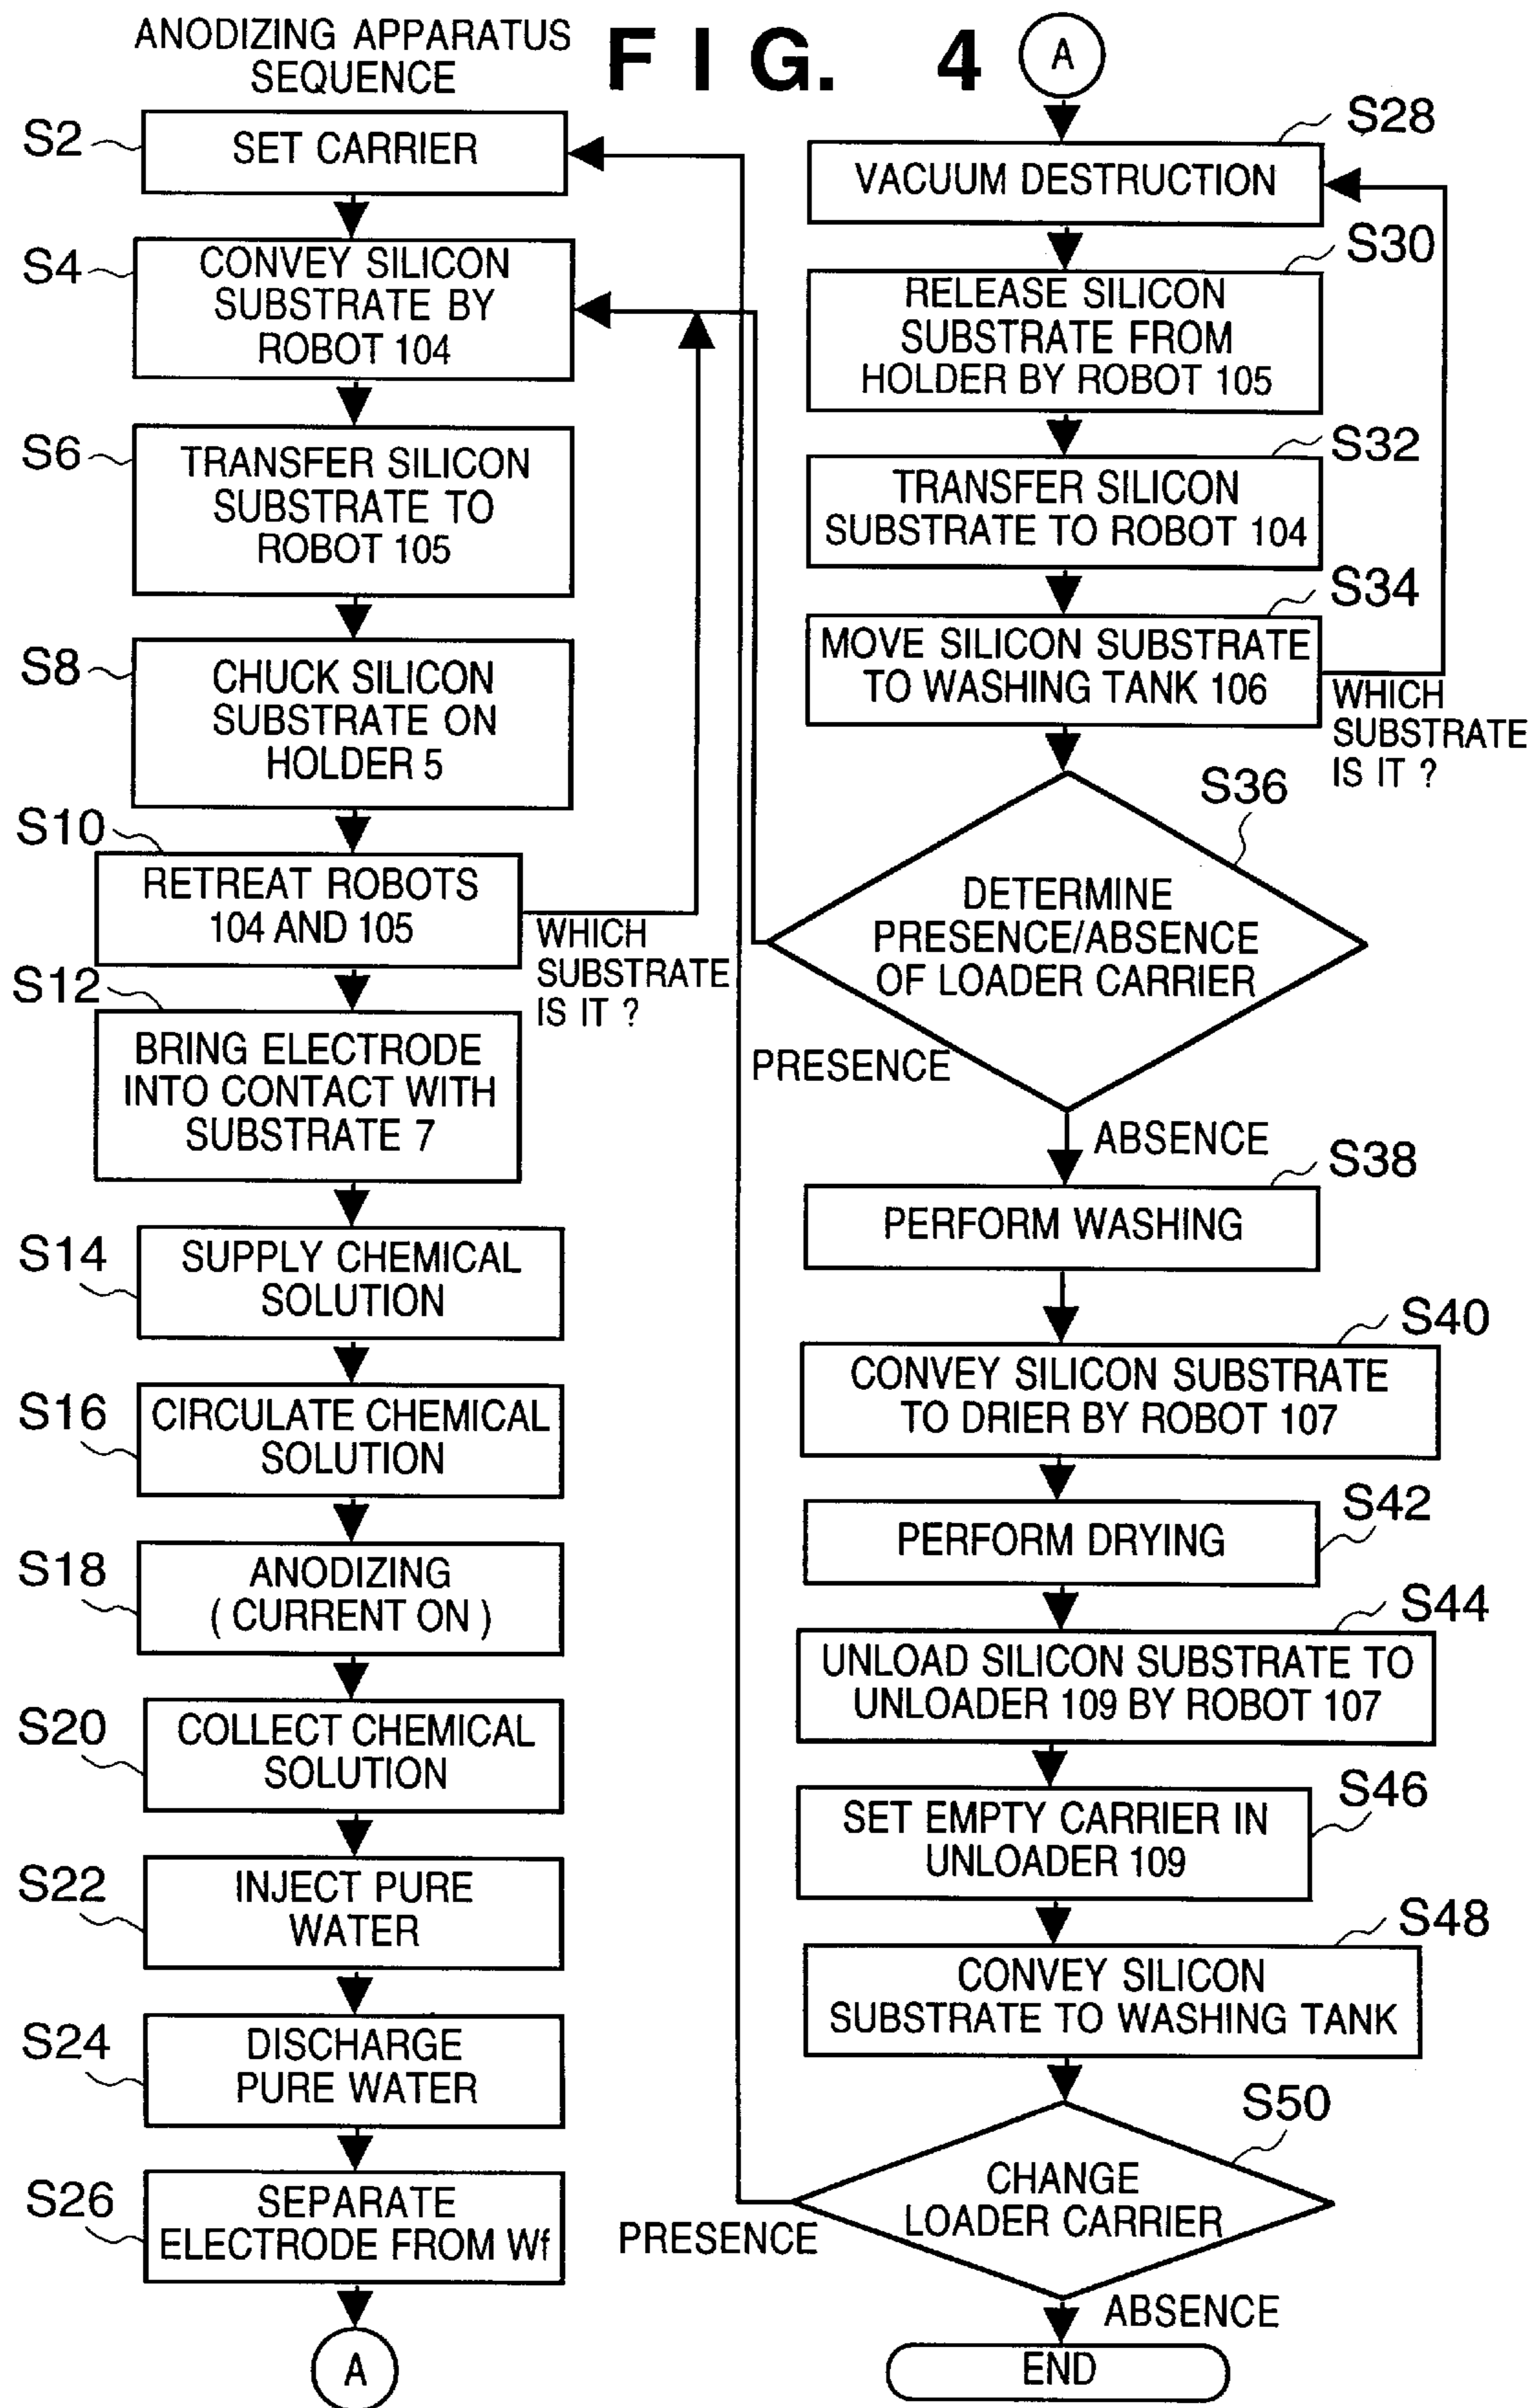 ANODIZING APPARATUS
SEQUENCE
FIG. 4
S2
SET CARRIER
S4
CONVEY SILICON
SUBSTRATE BY
ROBOT 104
S6
TRANSFER SILICON
SUBSTRATE TO
ROBOT 105
S8
CHUCK SILICON
SUBSTRATE ON
HOLDER 5
S10
RETREAT ROBOTS
104 AND 105
WHICH
SUBSTRATE
IS IT ?
S12
BRING ELECTRODE
INTO CONTACT WITH
SUBSTRATE 7
S14
SUPPLY CHEMICAL
SOLUTION
S16
CIRCULATE CHEMICAL
SOLUTION
S18
ANODIZING
( CURRENT ON )
S20
COLLECT CHEMICAL
SOLUTION
S22
INJECT PURE
WATER
S24
DISCHARGE
PURE WATER
S26
SEPARATE
ELECTRODE FROM Wf
A
A
S28
VACUUM DESTRUCTION
S30
RELEASE SILICON
SUBSTRATE FROM
HOLDER BY ROBOT 105
S32
TRANSFER SILICON
SUBSTRATE TO ROBOT 104
S34
MOVE SILICON SUBSTRATE
TO WASHING TANK 106
WHICH
SUBSTRATE
IS IT ?
S36
DETERMINE
PRESENCE/ABSENCE
OF LOADER CARRIER
PRESENCE
ABSENCE
S38
PERFORM WASHING
S40
CONVEY SILICON SUBSTRATE
TO DRIER BY ROBOT 107
S42
PERFORM DRYING
S44
UNLOAD SILICON SUBSTRATE TO
UNLOADER 109 BY ROBOT 107
S46
SET EMPTY CARRIER IN
UNLOADER 109
S48
CONVEY SILICON
SUBSTRATE TO WASHING TANK
S50
CHANGE
LOADER CARRIER
PRESENCE
ABSENCE
END